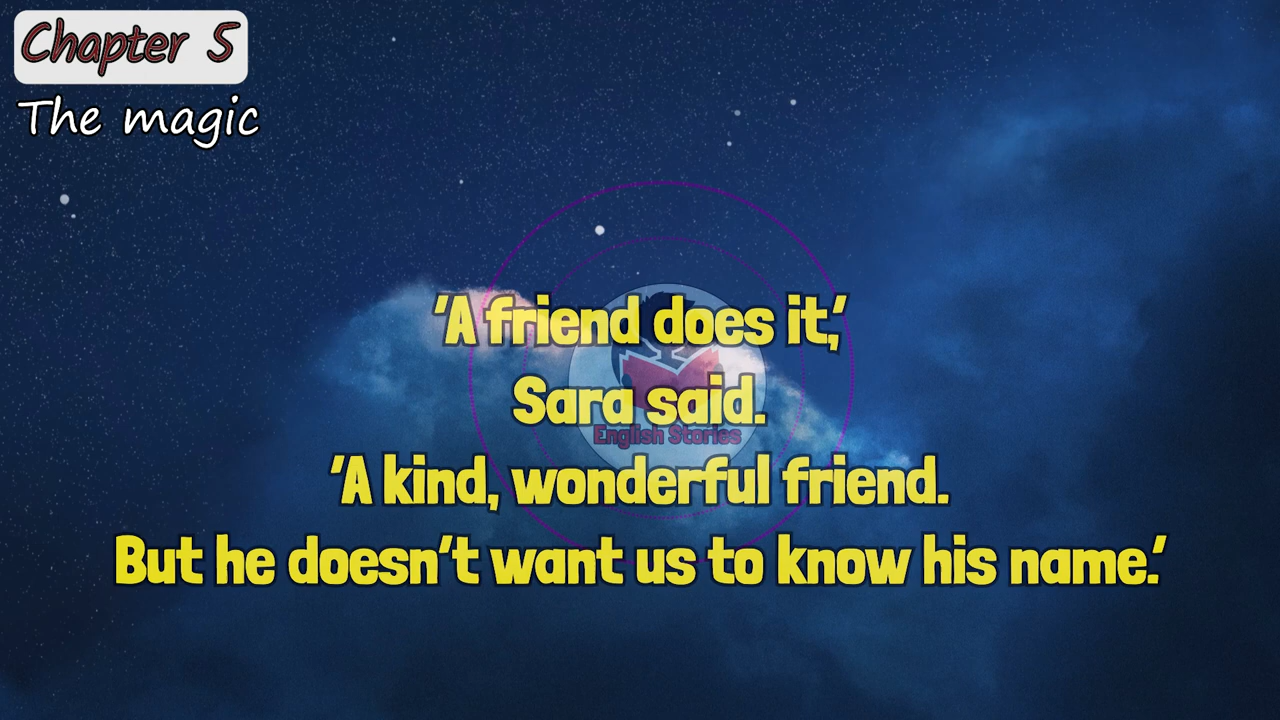 Chapter 5
The magic
'A friend does it,'
Sara said.
English Stories
'A kind, wonderful friend.
But he doesn't want us to know his name.'